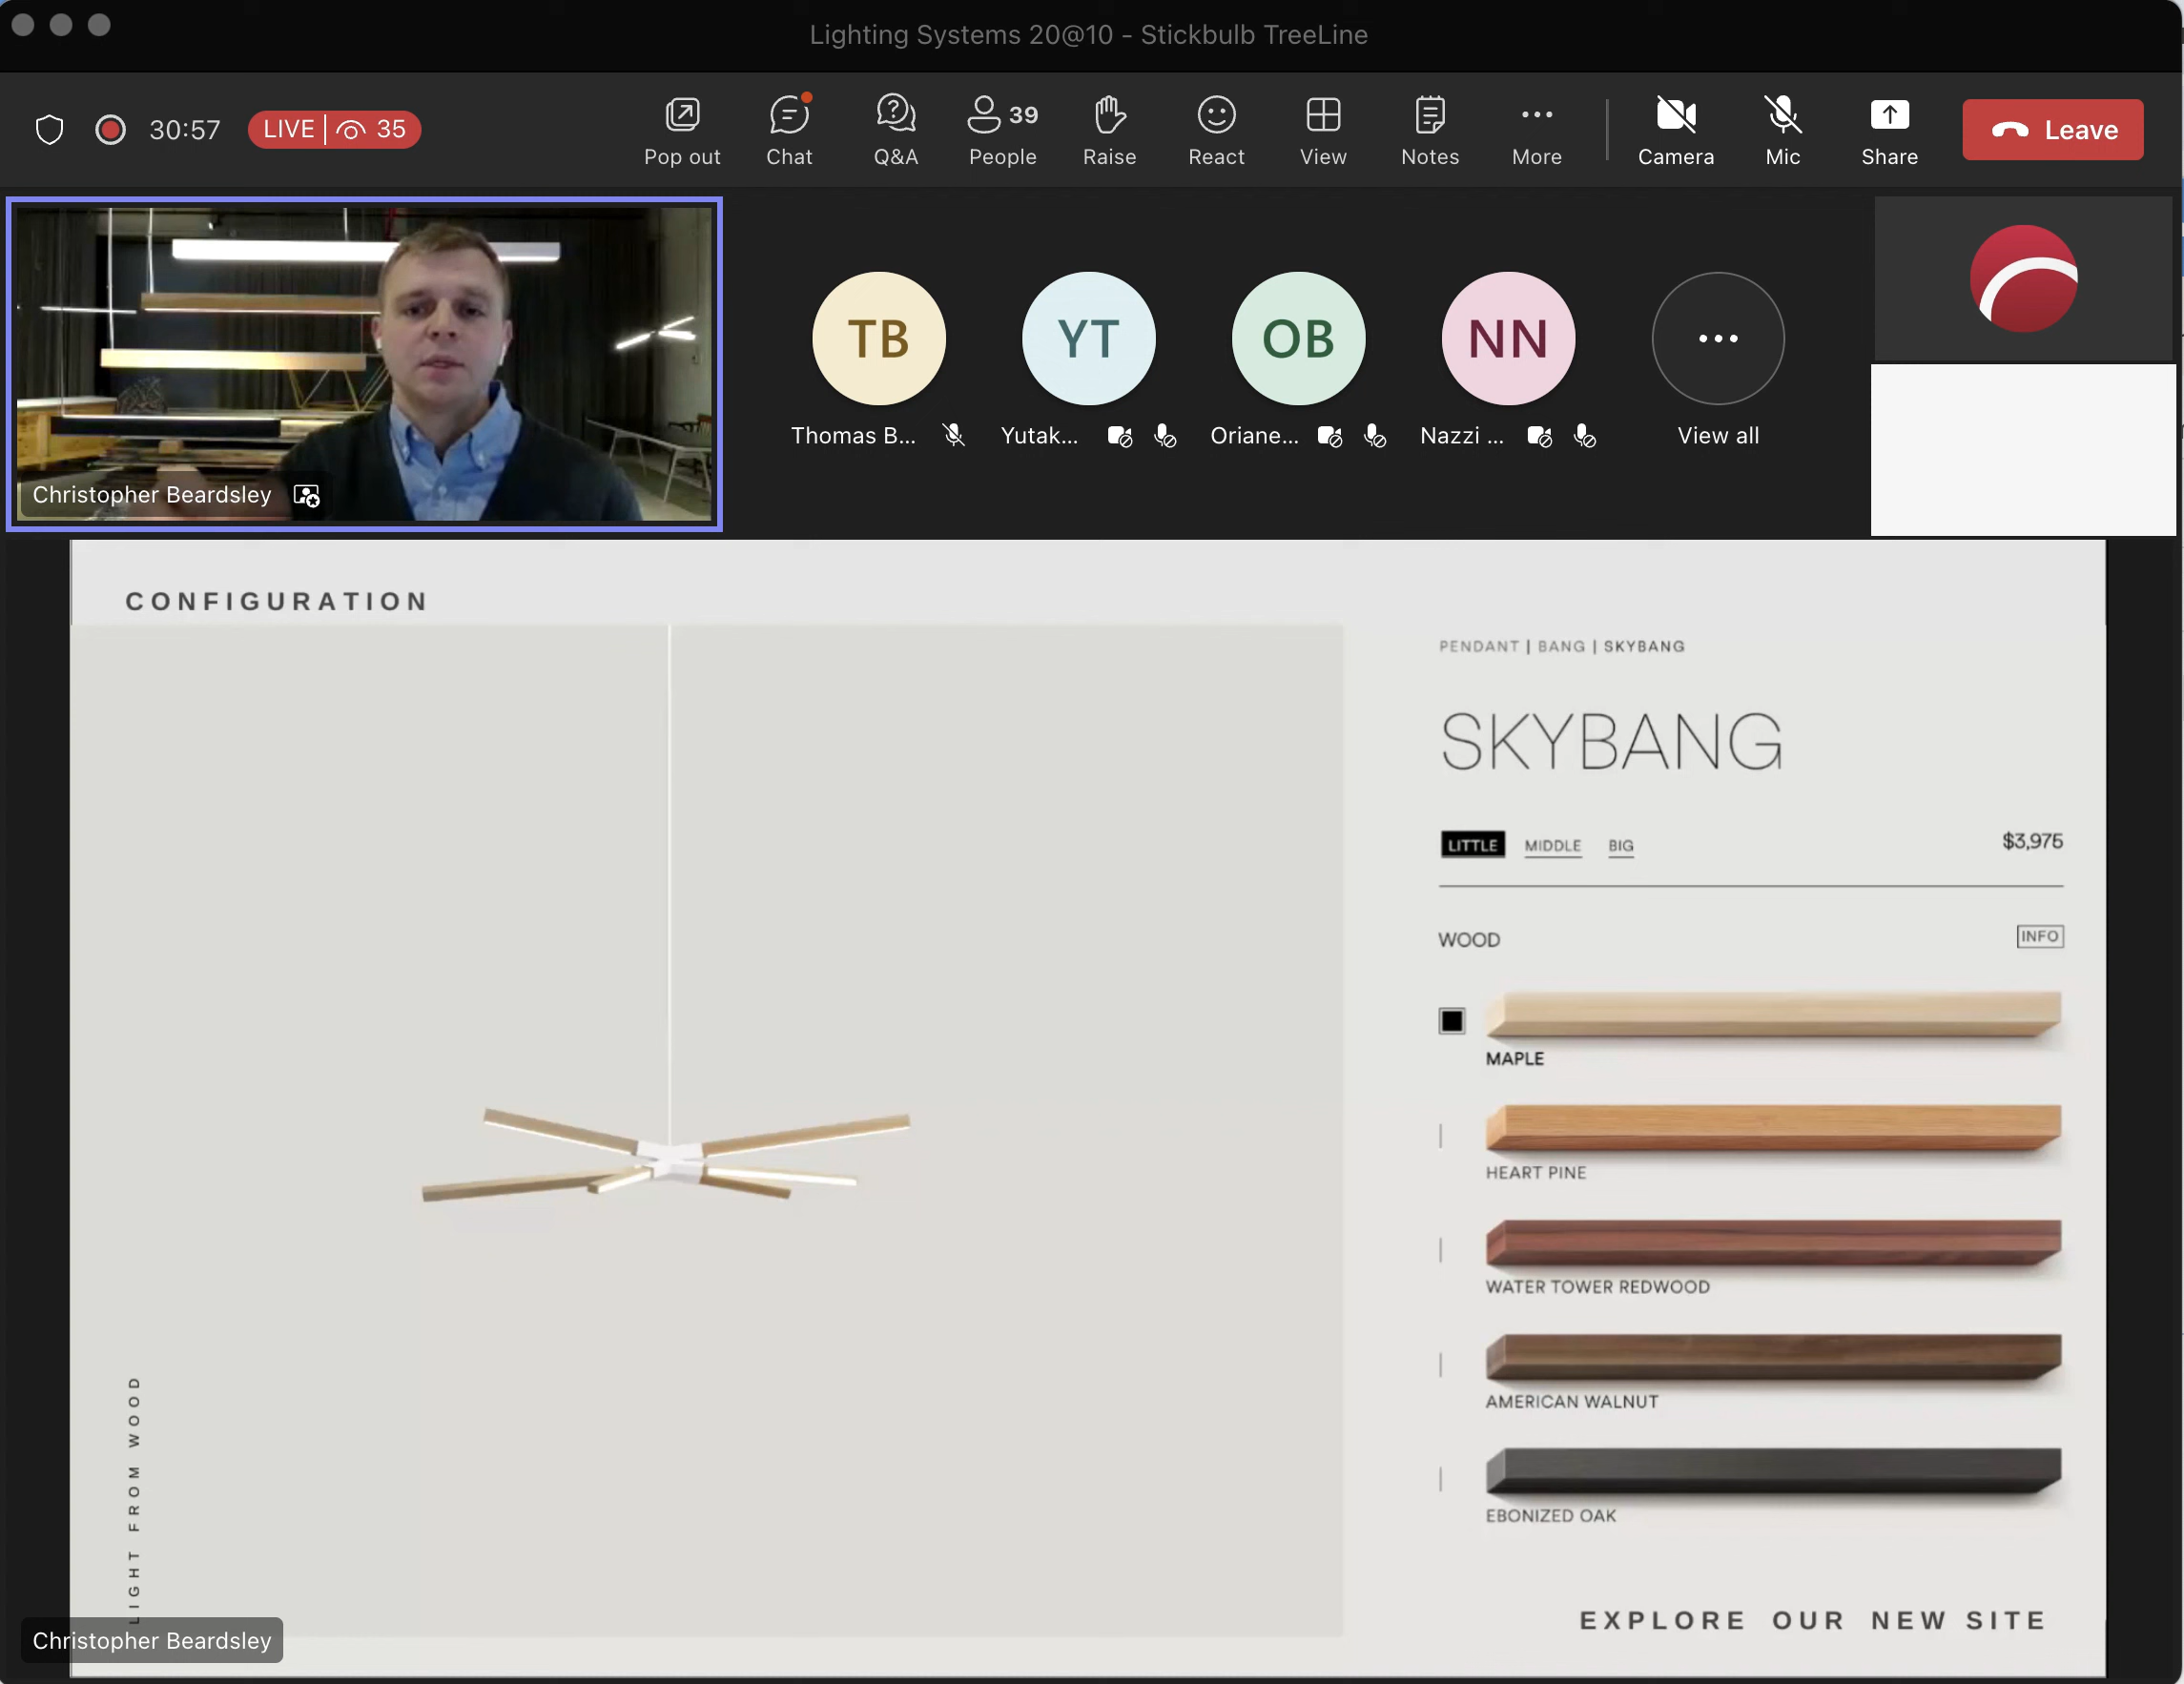 Lighting Systems 20@10 - Stickbulb TreeLine
30:57
LIVE
35
Pop out
Chat
Q&A
39
People
Raise
React
View
Notes
More
Camera
Mic
Share
Leave
Christopher Beardsley
TB
YT
OB
NN
Thomas B...
Yutak...
Oriane...
Nazzi ...
View all
CONFIGURATION
PENDANT | BANG | SKYBANG
SKYBANG
LITTLE MIDDLE BIG
$3,975
WOOD
INFO
MAPLE
HEART PINE
WATER TOWER REDWOOD
AMERICAN WALNUT
EBONIZED OAK
LIGHT FROM WOOD
EXPLORE OUR NEW SITE
Christopher Beardsley